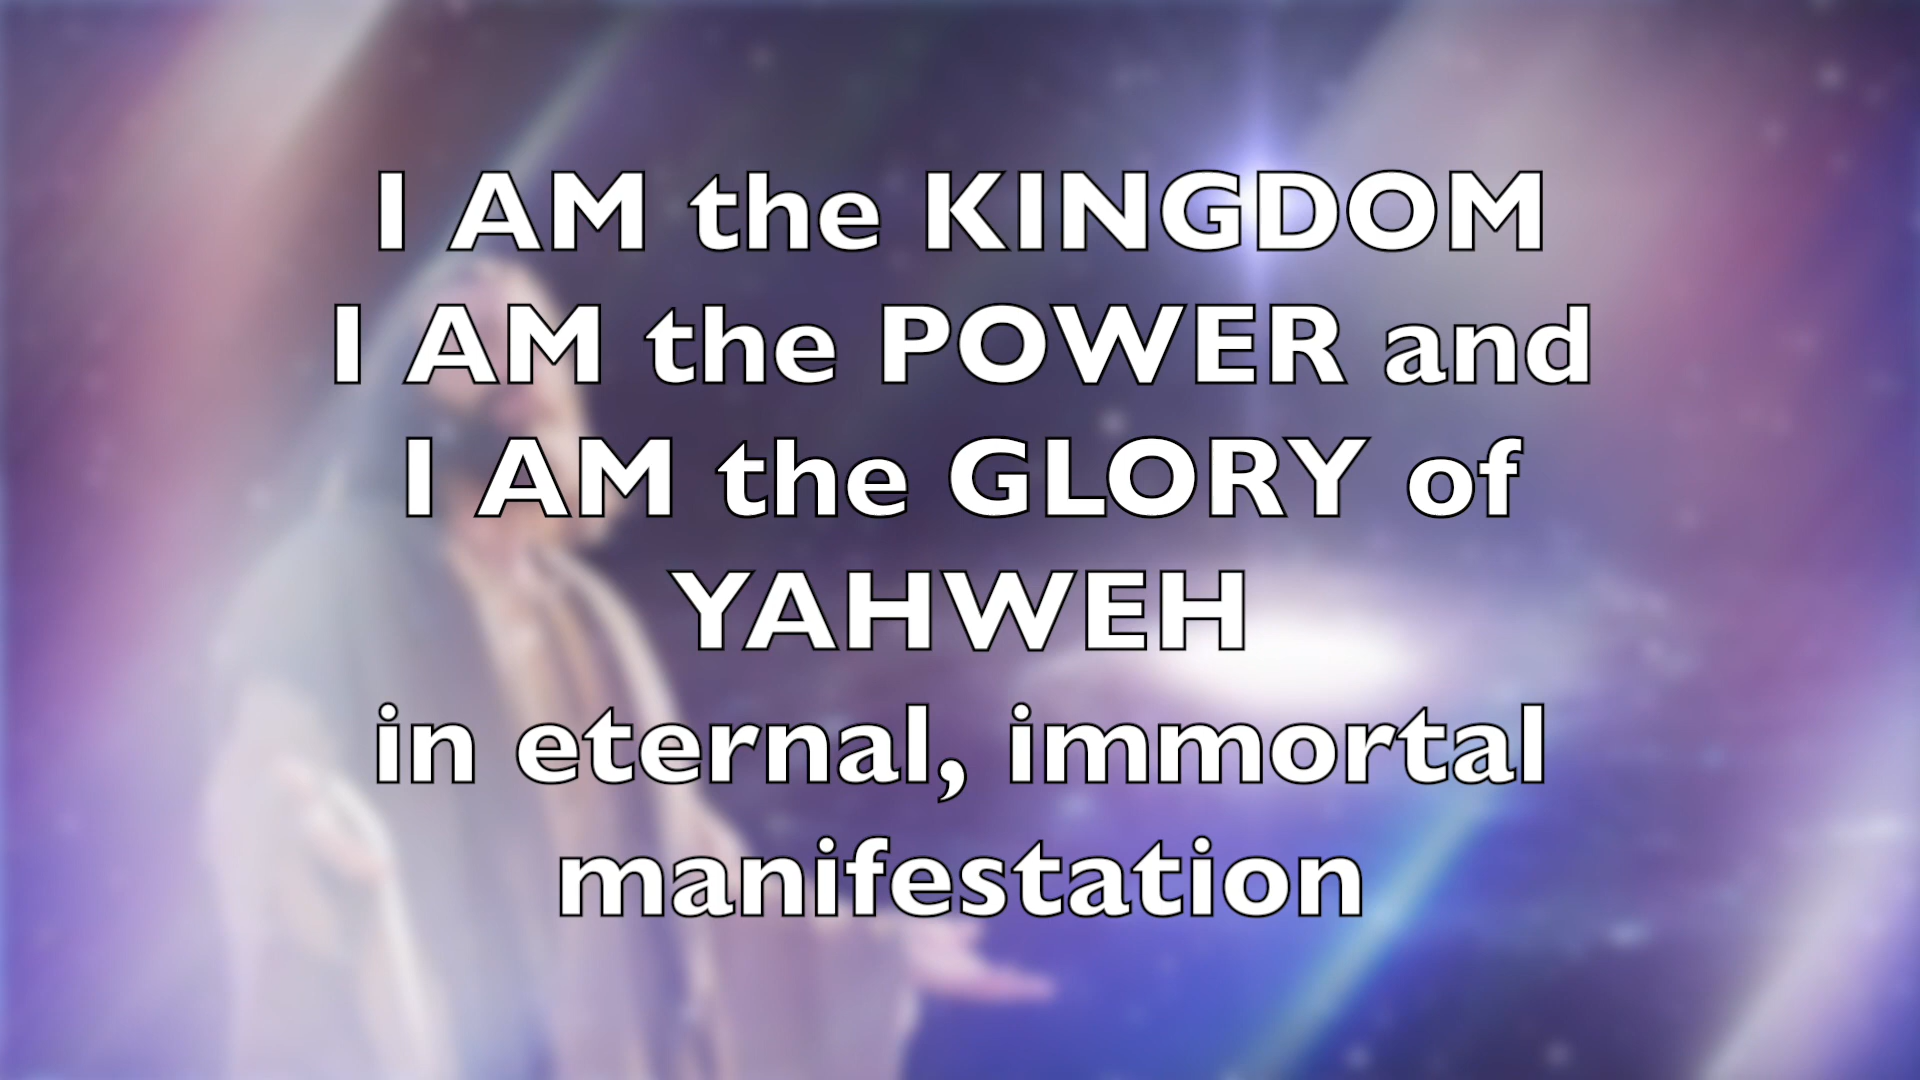 I AM the KINGDOM
I AM the POWER and
I AM the GLORY of
YAHWEH
in eternal, immortal
manifestation